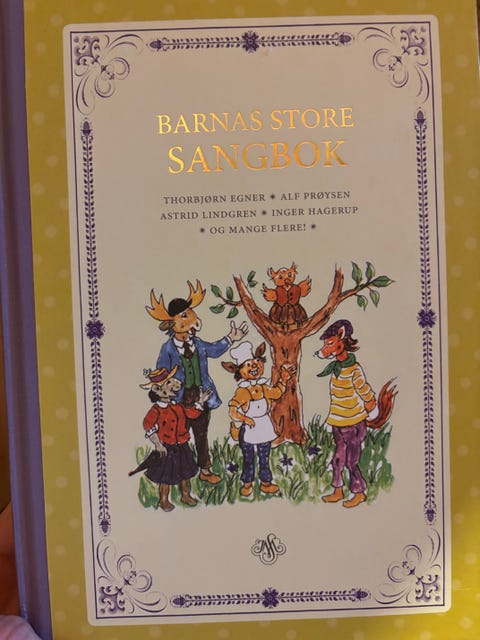 BARNAS STORE
SANGBOK
THORBJØRN EGNER * ALF PRØYSEN
ASTRID LINDGREN * INGER HAGERUP
* OG MANGE FLERE! *